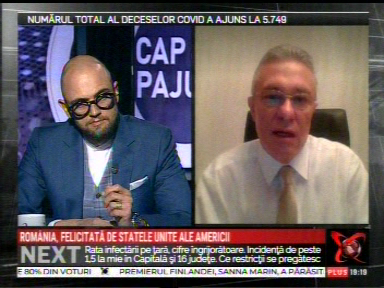 NUMĂRUL TOTAL AL DECESELOR COVID A AJUNS LA 5.749
CAP
PAJU
ROMÂNIA, FELICITATĂ DE STATELE UNITE ALE AMERICII
NEXT
Rata infectării pe țară, cifre îngrijorătoare. Incidență de peste
1,5 la mie în Capitală și 16 județe. Ce restricții se pregătesc
E 80% DIN VOTURI
PREMIERUL FINLANDEI, SANNA MARIN, A PĂRĂSIT
PLUS 19:19